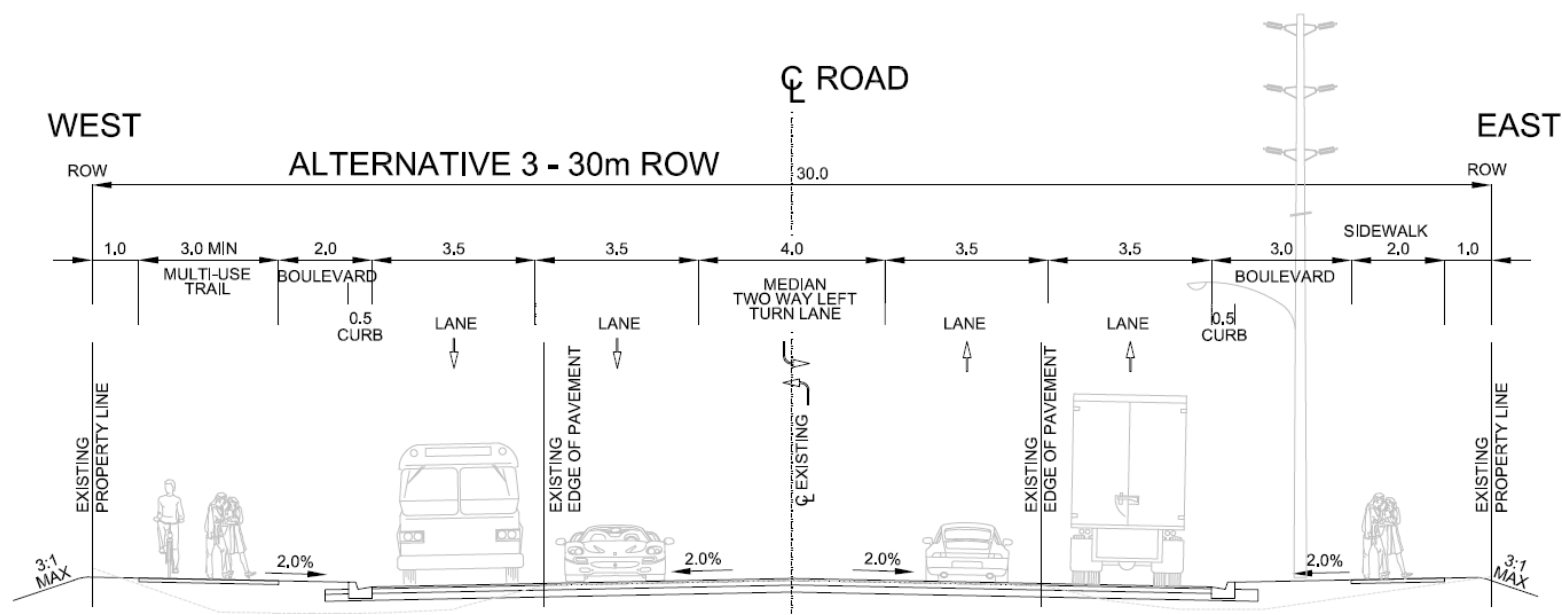 ℄ ROAD
WEST
EAST
ROW
ALTERNATIVE 3 - 30m ROW
30.0
ROW
SIDEWALK
1.0
3.0 MIN
2.0
3.5
3.5
4.0
3.5
3.5
3.0
2.0
1.0
MULTI-USE
TRAIL
BOULEVARD
MEDIAN
TWO WAY LEFT
TURN LANE
BOULEVARD
0.5
CURB
LANE
LANE
LANE
LANE
0.5
CURB
EXISTING
PROPERTY LINE
EXISTING
EDGE OF PAVEMENT
℄ EXISTING
EXISTING
EDGE OF PAVEMENT
EXISTING
PROPERTY LINE
3:1
MAX
2.0%
2.0%
2.0%
2.0%
3:1
MAX